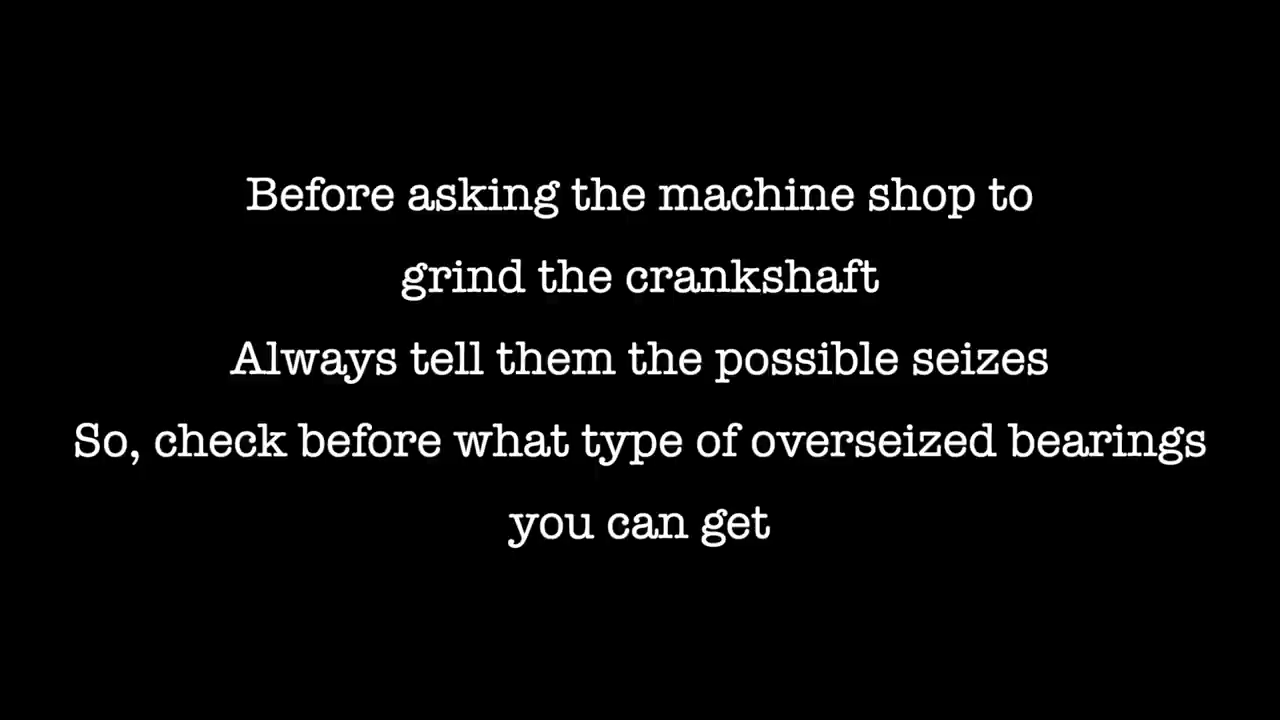 Before asking the machine shop to
grind the crankshaft
Always tell them the possible seizes
So, check before what type of overseized bearings
you can get